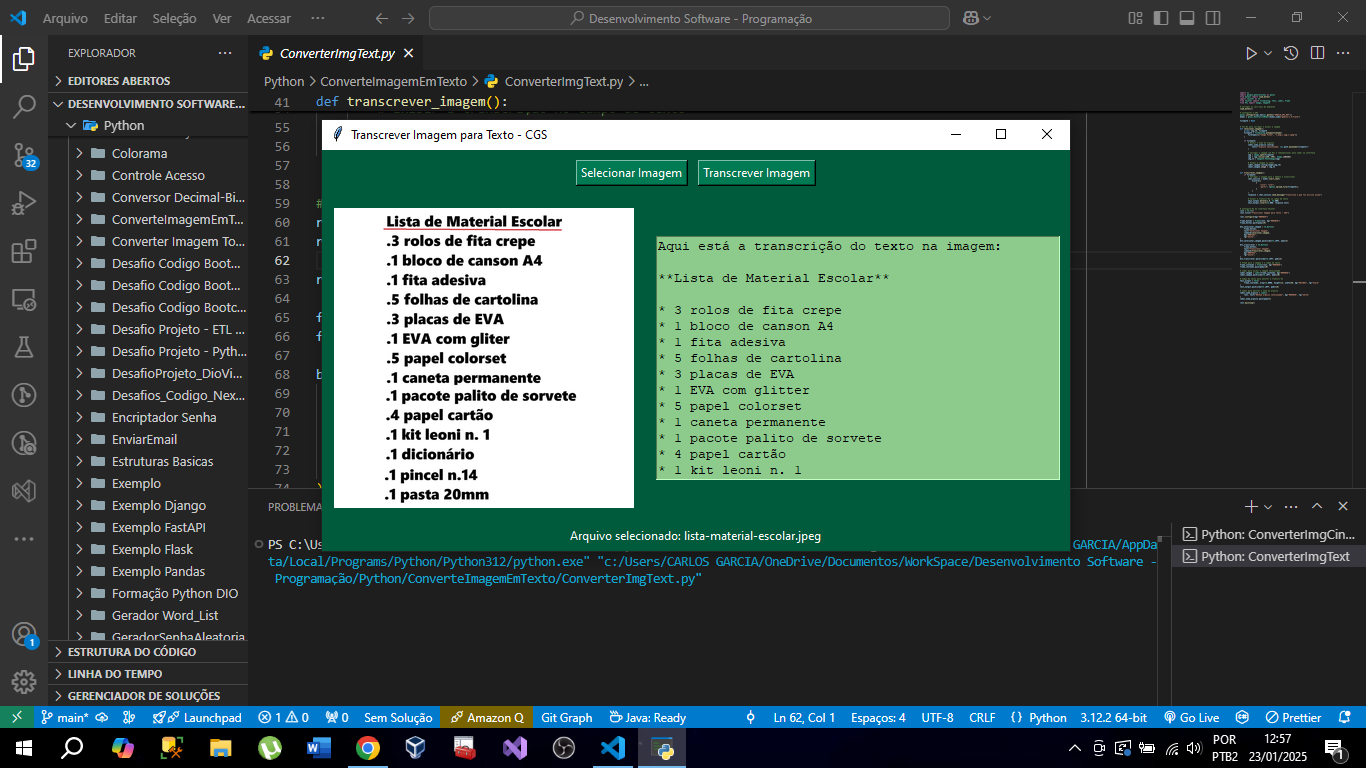 Arquivo Editar Seleção Ver Acessar ...
Desenvolvimento Software - Programação
EXPLORADOR
EDITORES ABERTOS
DESENVOLVIMENTO SOFTWARE...
Python
Colorama
Controle Acesso
Conversor Decimal-Bi...
ConverteImagemEmT...
Converter Imagem To...
Desafio Codigo Boot...
Desafio Codigo Boot...
Desafio Codigo Bootc...
Desafio Projeto - ETL ...
Desafio Projeto - Pyth...
DesafioProjeto_DioVi...
Desafios_Codigo_Nex...
Encriptador Senha
EnviarEmail
Estruturas Basicas
Exemplo
Exemplo Django
Exemplo FastAPI
Exemplo Flask
Exemplo Pandas
Formação Python DIO
Gerador Word_List
GeradorSenhaAleatoria
ESTRUTURA DO CÓDIGO
LINHA DO TEMPO
GERENCIADOR DE SOLUÇÕES
32
1
ConverterImgText.py
Python > ConverteImagemEmTexto > ConverterImgText.py > ...
41 def transcrever_imagem():
55
56
57
58
59 #
60 r
61 r
62
63 r
64
65 f
66 f
67
68 b
69
70
71
72
73
74 )
Transcrever Imagem para Texto - CGS
Selecionar Imagem Transcrever Imagem
Lista de Material Escolar
.3 rolos de fita crepe
.1 bloco de canson A4
.1 fita adesiva
.5 folhas de cartolina
.3 placas de EVA
.1 EVA com gliter
.5 papel colorset
.1 caneta permanente
.1 pacote palito de sorvete
.4 papel cartão
.1 kit leoni n. 1
.1 dicionário
.1 pincel n.14
.1 pasta 20mm
Aqui está a transcrição do texto na imagem:
**Lista de Material Escolar**
* 3 rolos de fita crepe
* 1 bloco de canson A4
* 1 fita adesiva
* 5 folhas de cartolina
* 3 placas de EVA
* 1 EVA com glitter
* 5 papel colorset
* 1 caneta permanente
* 1 pacote palito de sorvete
* 4 papel cartão
* 1 kit leoni n. 1
Arquivo selecionado: lista-material-escolar.jpeg
PROBLEMA
PS C:\Us
GARCIA/AppDa
ta/Local/Programs/Python/Python312/python.exe" "c:/Users/CARLOS GARCIA/OneDrive/Documentos/WorkSpace/Desenvolvimento Software -
Programação/Python/ConverteImagemEmTexto/ConverterImgText.py"
Python: ConverterImgCin...
Python: ConverterImgText
main* Launchpad 1 0 0 Sem Solução Amazon Q Git Graph Java: Ready Ln 62, Col 1 Espaços: 4 UTF-8 CRLF Python 3.12.2 64-bit Go Live Prettier
POR
PTB2
12:57
23/01/2025
1